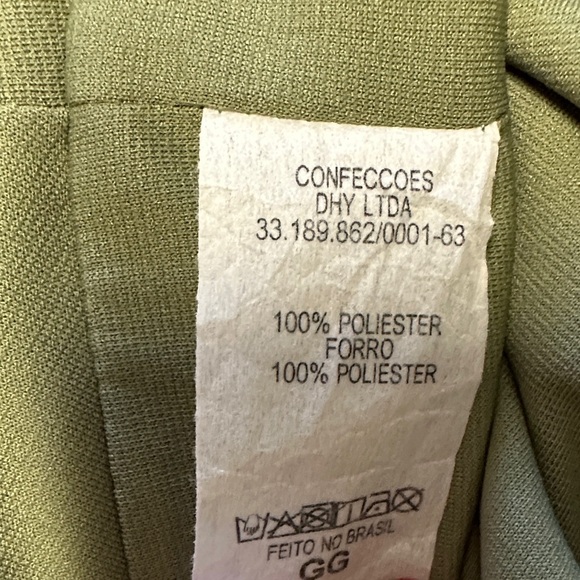 CONFECCOES
DHY LTDA
33.189.862/0001-63
100% POLIESTER
FORRO
100% POLIESTER
FEITO NO BRASIL
GG